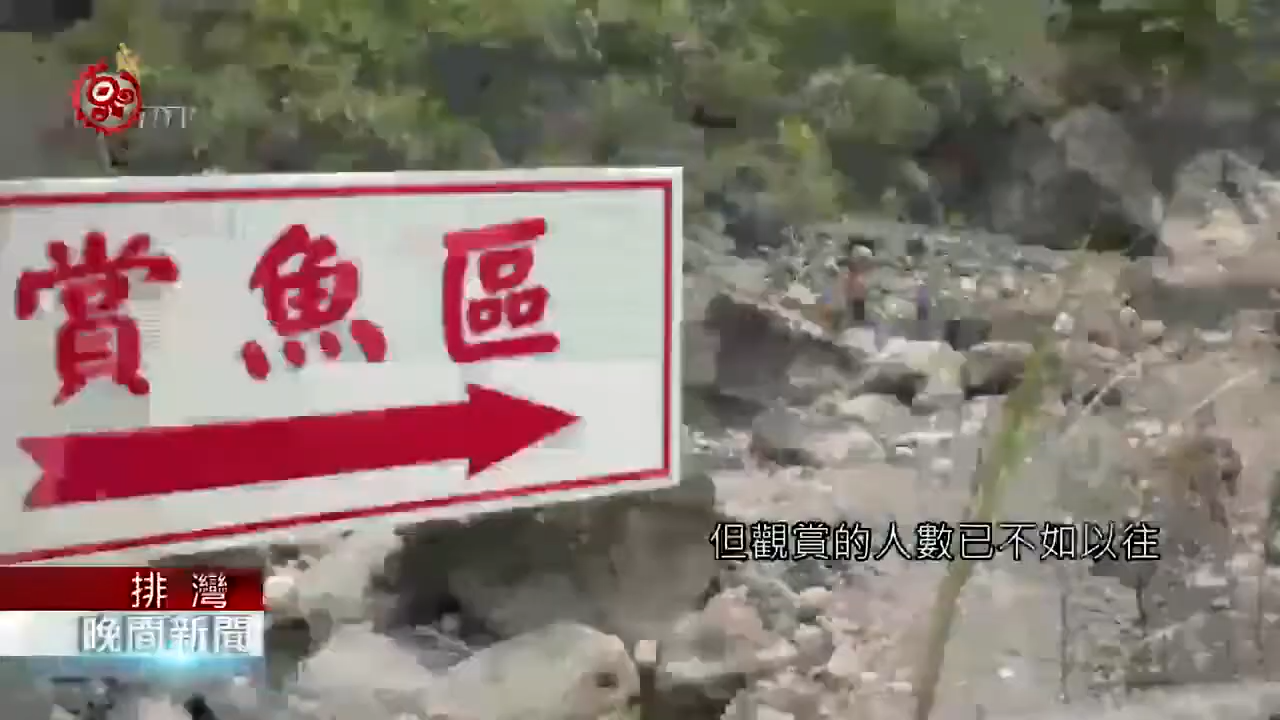 賞魚區
但觀賞的人數已不如以往
排灣
晚間新聞